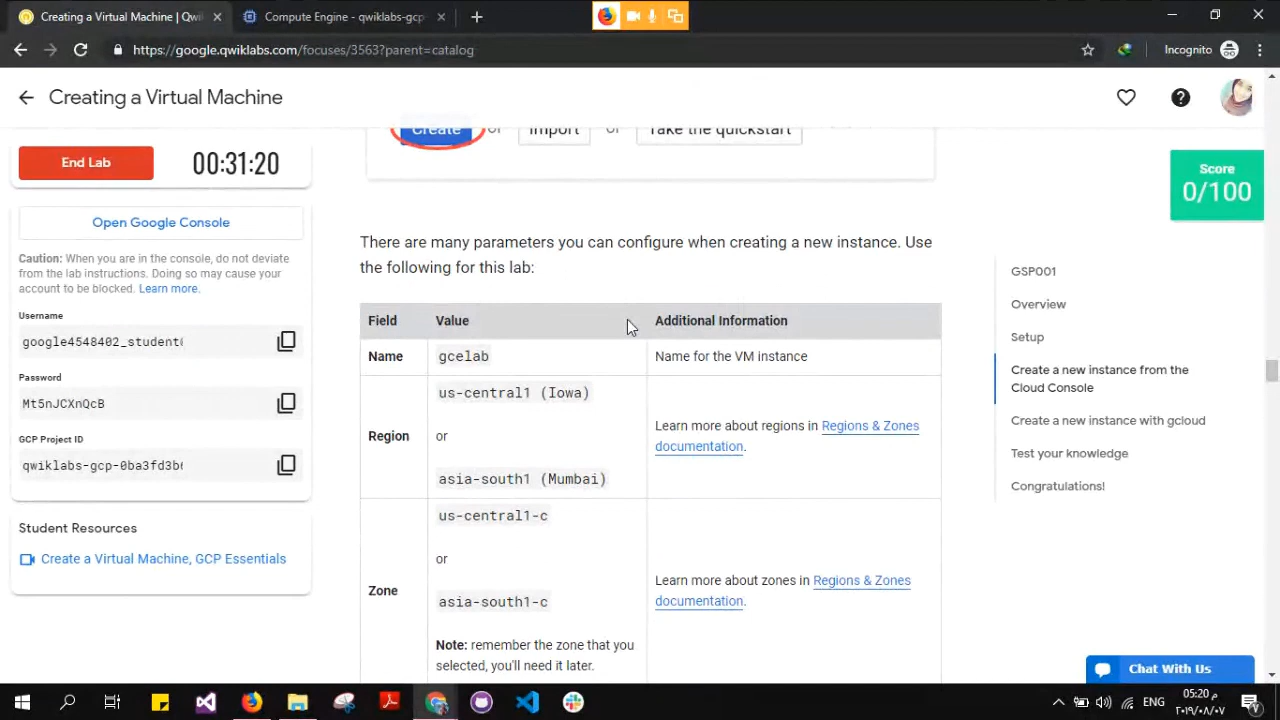 Creating a Virtual Machine | Qwi
Compute Engine - qwiklabs-gcp-
https://google.qwiklabs.com/focuses/3563?parent=catalog
Incognito
Creating a Virtual Machine
Create or Import or Take the quickstart
End Lab
00:31:20
Score
0/100
Open Google Console
Caution: When you are in the console, do not deviate
from the lab instructions. Doing so may cause your
account to be blocked. Learn more.
Username
google4548402_student
Password
Mt5nJCXnQcB
GCP Project ID
qwiklabs-gcp-0ba3fd3b
Student Resources
Create a Virtual Machine, GCP Essentials
There are many parameters you can configure when creating a new instance. Use
the following for this lab:
Field Value Additional Information
Name gcelab Name for the VM instance
Region
us-central1 (Iowa)
or
asia-south1 (Mumbai)
Learn more about regions in Regions & Zones
documentation.
Zone
us-central1-c
or
asia-south1-c
Note: remember the zone that you
selected, you'll need it later.
Learn more about zones in Regions & Zones
documentation.
GSP001
Overview
Setup
Create a new instance from the
Cloud Console
Create a new instance with gcloud
Test your knowledge
Congratulations!
Chat With Us
ENG
05:20 م
٢٠١٩/٠٨/٠٧